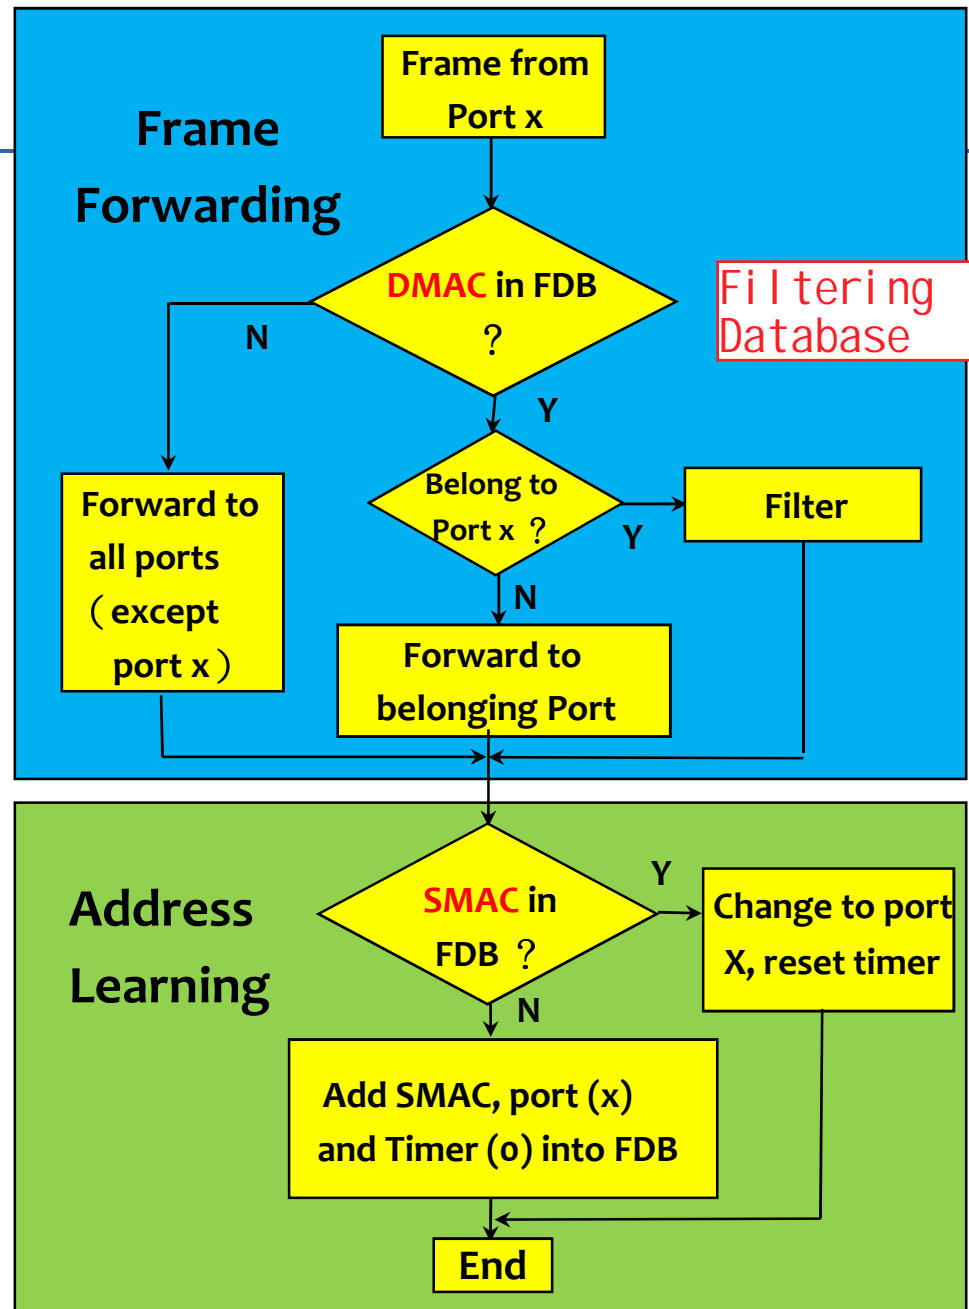 Frame from
Port x
Frame
Forwarding
DMAC in FDB
？
Filtering
Database
N
Y
Belong to
Port x ？
Y
Filter
N
Forward to
all ports
（except
port x）
Forward to
belonging Port
Address
Learning
SMAC in
FDB ？
Y
Change to port
X, reset timer
N
Add SMAC, port (x)
and Timer (0) into FDB
End